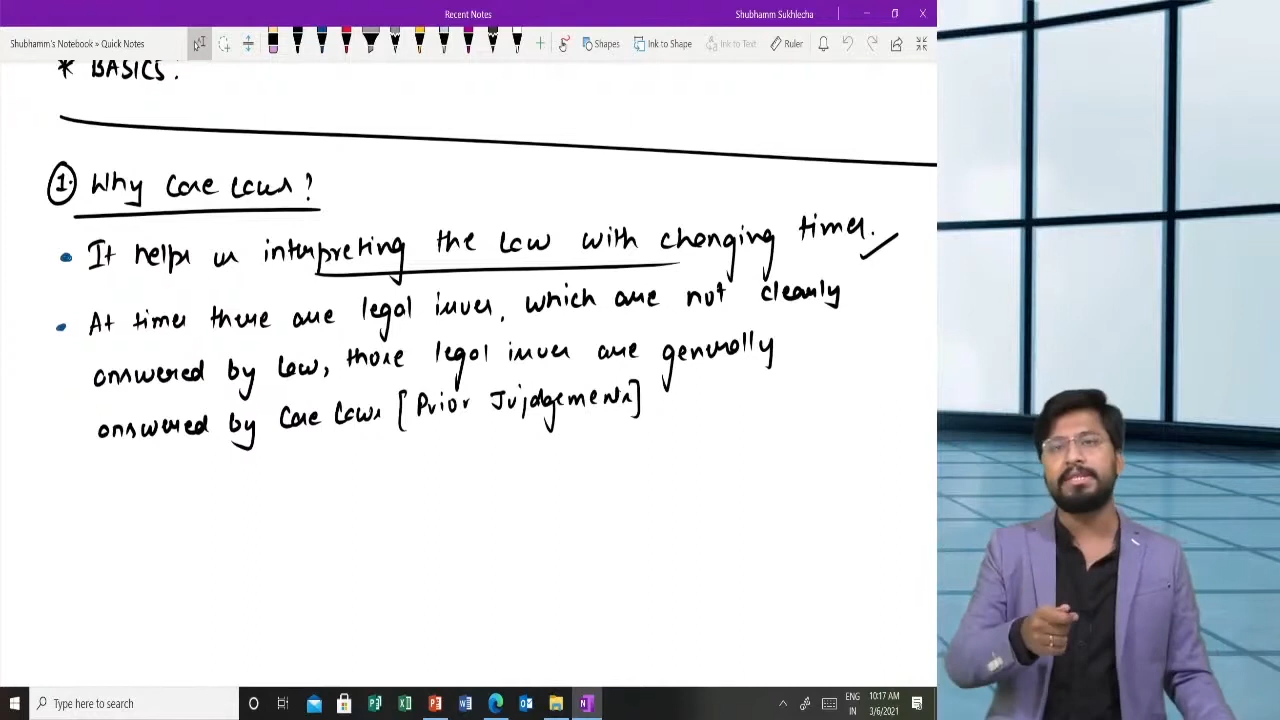 Recent Notes
Shubhamm Sukhlecha
Shubhamm's Notebook » Quick Notes
Shapes
Ink to Shape
Ink to Text
Ruler
* BASICS:
1. Why Case Laws?
• It helps us interpreting the law with changing times.
• At times there are legal issues, which are not clearly
answered by law, those legal issues are generally
answered by Case Laws [Prior Jujdgements]
Type here to search
ENG
IN
10:17 AM
3/6/2021